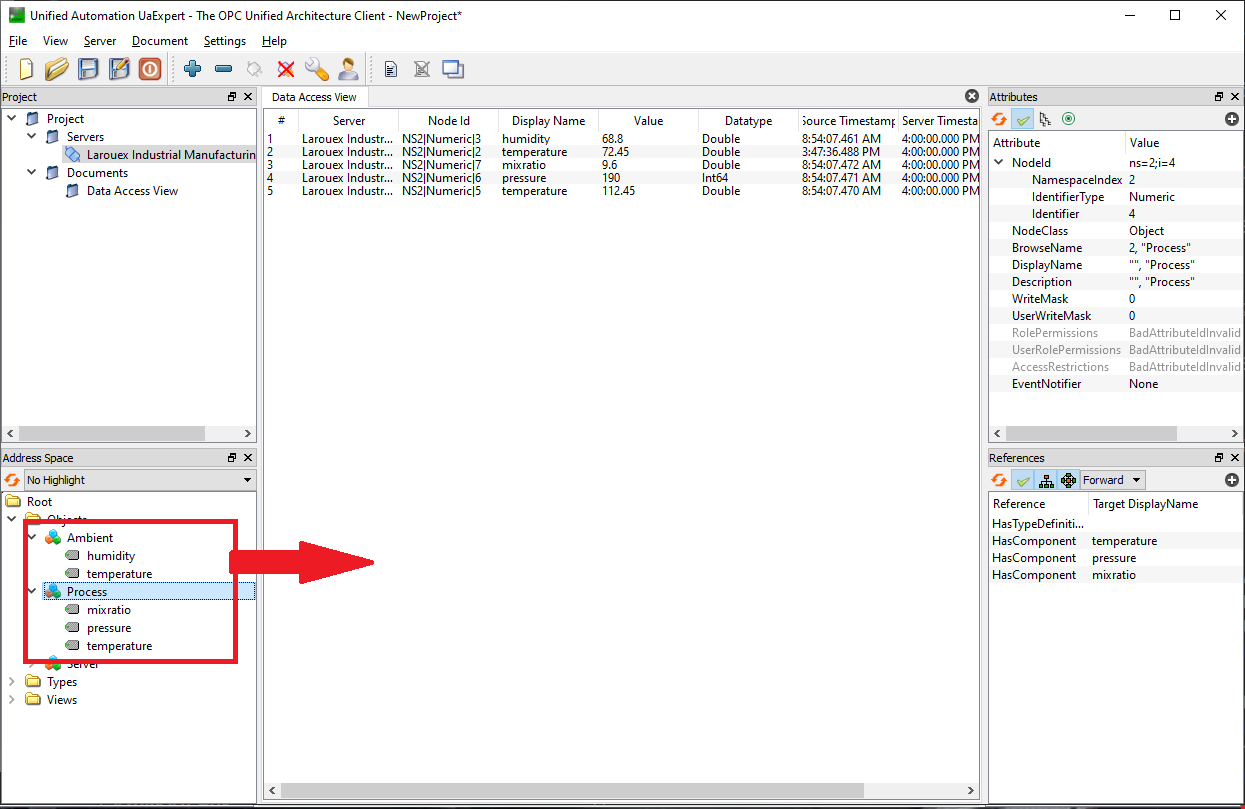 Unified Automation UaExpert - The OPC Unified Architecture Client - NewProject*
File View Server Document Settings Help
Project
Project
Servers
Larouex Industrial Manufacturin
Documents
Data Access View
Data Access View
# Server Node Id Display Name Value Datatype Source Timestamp Server Timesta
1 Larouex Industr... NS2|Numeric|3 humidity 68.8 Double 8:54:07.461 AM 4:00:00.000 PM
2 Larouex Industr... NS2|Numeric|2 temperature 72.45 Double 3:47:36.488 PM 4:00:00.000 PM
3 Larouex Industr... NS2|Numeric|7 mixratio 9.6 Double 8:54:07.472 AM 4:00:00.000 PM
4 Larouex Industr... NS2|Numeric|6 pressure 190 Int64 8:54:07.471 AM 4:00:00.000 PM
5 Larouex Industr... NS2|Numeric|5 temperature 112.45 Double 8:54:07.470 AM 4:00:00.000 PM
Attributes
Attribute Value
NodeId ns=2;i=4
NamespaceIndex 2
IdentifierType Numeric
Identifier 4
NodeClass Object
BrowseName 2, "Process"
DisplayName "", "Process"
Description "", "Process"
WriteMask 0
UserWriteMask 0
RolePermissions BadAttributeIdInvalid
UserRolePermissions BadAttributeIdInvalid
AccessRestrictions BadAttributeIdInvalid
EventNotifier None
Address Space
No Highlight
Root
Objects
Ambient
humidity
temperature
Process
mixratio
pressure
temperature
Server
Types
Views
References
Forward
Reference Target DisplayName
HasTypeDefiniti...
HasComponent temperature
HasComponent pressure
HasComponent mixratio